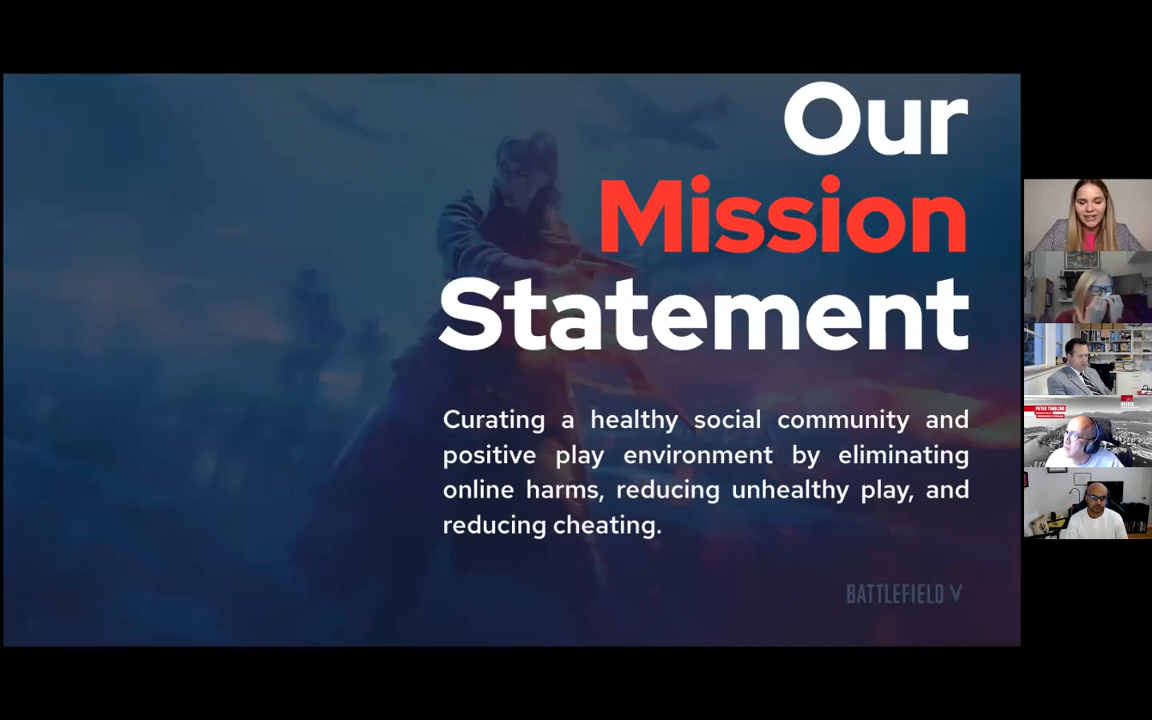 Our
Mission
Statement
Curating a healthy social community and
positive play environment by eliminating
online harms, reducing unhealthy play, and
reducing cheating.
BATTLEFIELD V